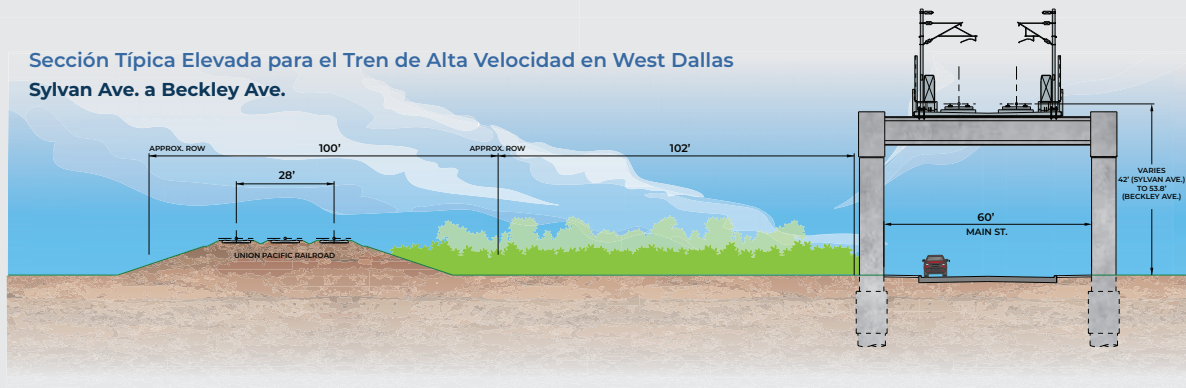 Sección Típica Elevada para el Tren de Alta Velocidad en West Dallas
Sylvan Ave. a Beckley Ave.
APPROX. ROW
100'
APPROX. ROW
102'
28'
UNION PACIFIC RAILROAD
60'
MAIN ST.
VARIES
42' (SYLVAN AVE.)
TO 53.8'
(BECKLEY AVE.)